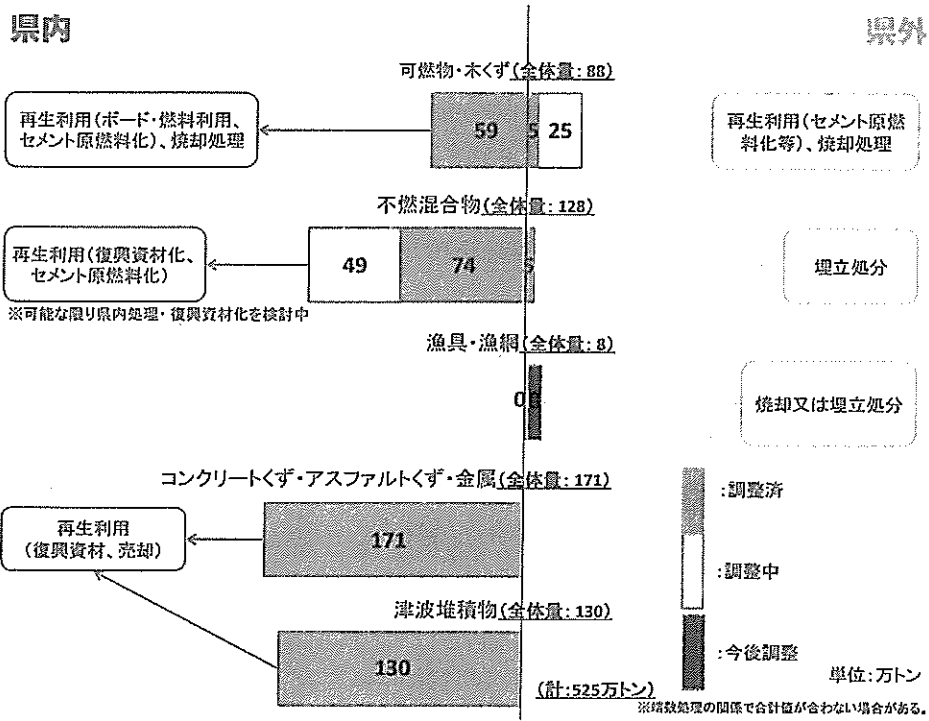 県内
県外
可燃物・木くず(全体量:88)
再生利用(ボード・燃料利用、
セメント原燃料化)、焼却処理
59
5
25
再生利用(セメント原燃
料化等)、焼却処理
不燃混合物(全体量:128)
再生利用(復興資材化、
セメント原燃料化)
49
74
5
埋立処分
※可能な限り県内処理・復興資材化を検討中
漁具・漁網(全体量:8)
0
焼却又は埋立処分
コンクリートくず・アスファルトくず・金属(全体量:171)
再生利用
(復興資材、売却)
171
:調整済
:調整中
津波堆積物(全体量:130)
130
:今後調整
(計:525万トン)
単位:万トン
※端数処理の関係で合計値が合わない場合がある。